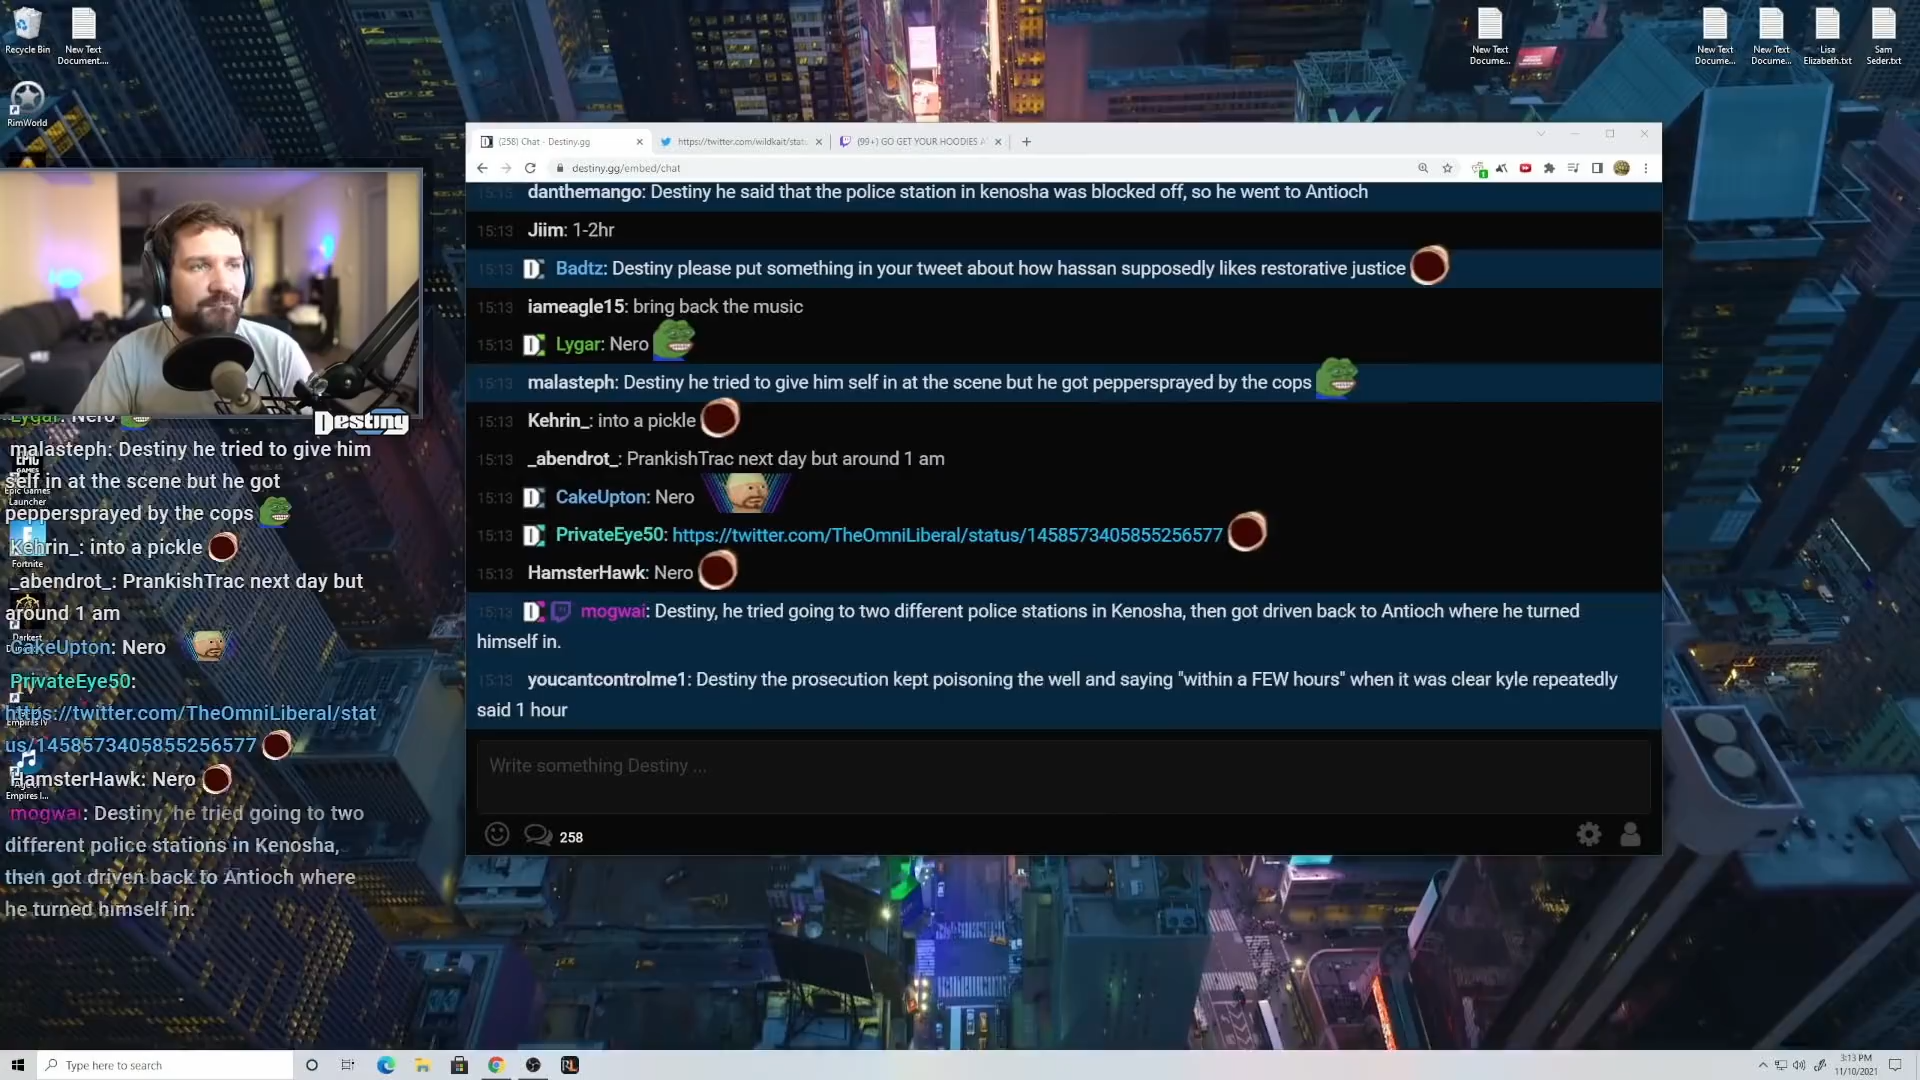 Recycle Bin
New Text
Document....
RimWorld
New Text
Docume...
New Text
Docume...
New Text
Docume...
Lisa
Elizabeth.txt
Sam
Seder.txt
(258) Chat - Destiny.gg
https://twitter.com/wildkait/stat
(99+) GO GET YOUR HOODIES A
destiny.gg/embed/chat
15:13 danthemango: Destiny he said that the police station in kenosha was blocked off, so he went to Antioch
15:13 Jiim: 1-2hr
15:13 Badtz: Destiny please put something in your tweet about how hassan supposedly likes restorative justice
15:13 iameagle15: bring back the music
15:13 Lygar: Nero
15:13 malasteph: Destiny he tried to give him self in at the scene but he got peppersprayed by the cops
15:13 Kehrin_: into a pickle
15:13 _abendrot_: PrankishTrac next day but around 1 am
15:13 CakeUpton: Nero
15:13 PrivateEye50: https://twitter.com/TheOmniLiberal/status/1458573405855256577
15:13 HamsterHawk: Nero
15:13 mogwai: Destiny, he tried going to two different police stations in Kenosha, then got driven back to Antioch where he turned
himself in.
15:13 youcantcontrolme1: Destiny the prosecution kept poisoning the well and saying "within a FEW hours" when it was clear kyle repeatedly
said 1 hour
Write something Destiny ...
258
Destiny
Lygar: Nero
malasteph: Destiny he tried to give him
self in at the scene but he got
peppersprayed by the cops
Kehrin_: into a pickle
_abendrot_: PrankishTrac next day but
around 1 am
CakeUpton: Nero
PrivateEye50:
https://twitter.com/TheOmniLiberal/stat
us/1458573405855256577
HamsterHawk: Nero
mogwai: Destiny, he tried going to two
different police stations in Kenosha,
then got driven back to Antioch where
he turned himself in.
Epic Games
Launcher
Fortnite
Darkest
Empires I...
Type here to search
3:13 PM
11/10/2021